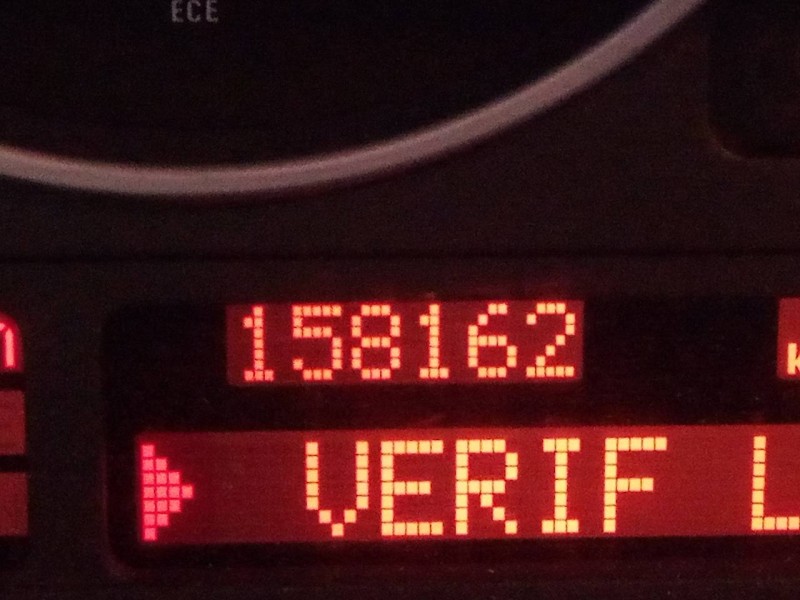 ECE
158162
k
VERIF L